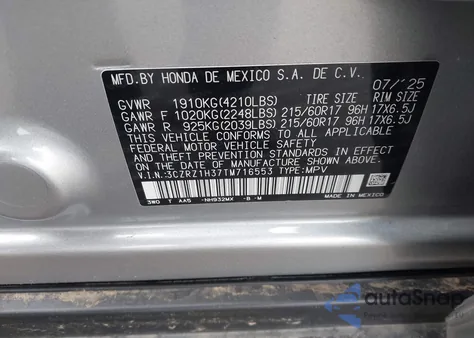 MFD.BY HONDA DE MEXICO S.A. DE C.V. 07/'25
GVWR 1910KG(4210LBS) TIRE SIZE RIM SIZE
GAWR F 1020KG(2248LBS) 215/60R17 96H 17X6.5J
GAWR R 925KG(2039LBS) 215/60R17 96H 17X6.5J
THIS VEHICLE CONFORMS TO ALL APPLICABLE
FEDERAL MOTOR VEHICLE SAFETY STANDARDS IN EFFECT
ON THE DATE OF MANUFACTURE SHOWN ABOVE.
V.I.N:3CZRZ1H37TM716553 TYPE:MPV
3W0 Y AA5 -NH932MX -B-M MADE IN MEXICO
autoSnap